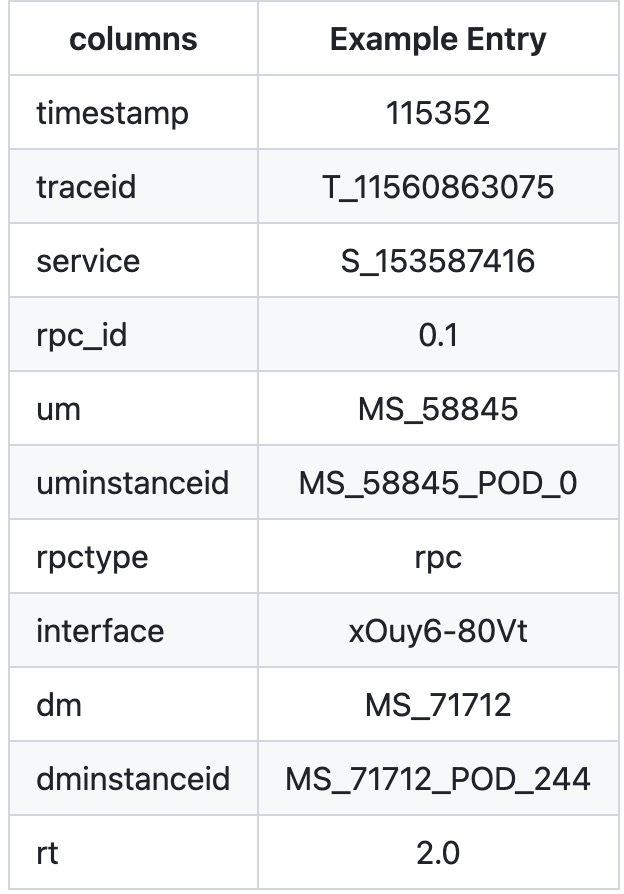 columns Example Entry
timestamp 115352
traceid T_11560863075
service S_153587416
rpc_id 0.1
um MS_58845
uminstanceid MS_58845_POD_0
rpctype rpc
interface xOuy6-80Vt
dm MS_71712
dminstanceid MS_71712_POD_244
rt 2.0